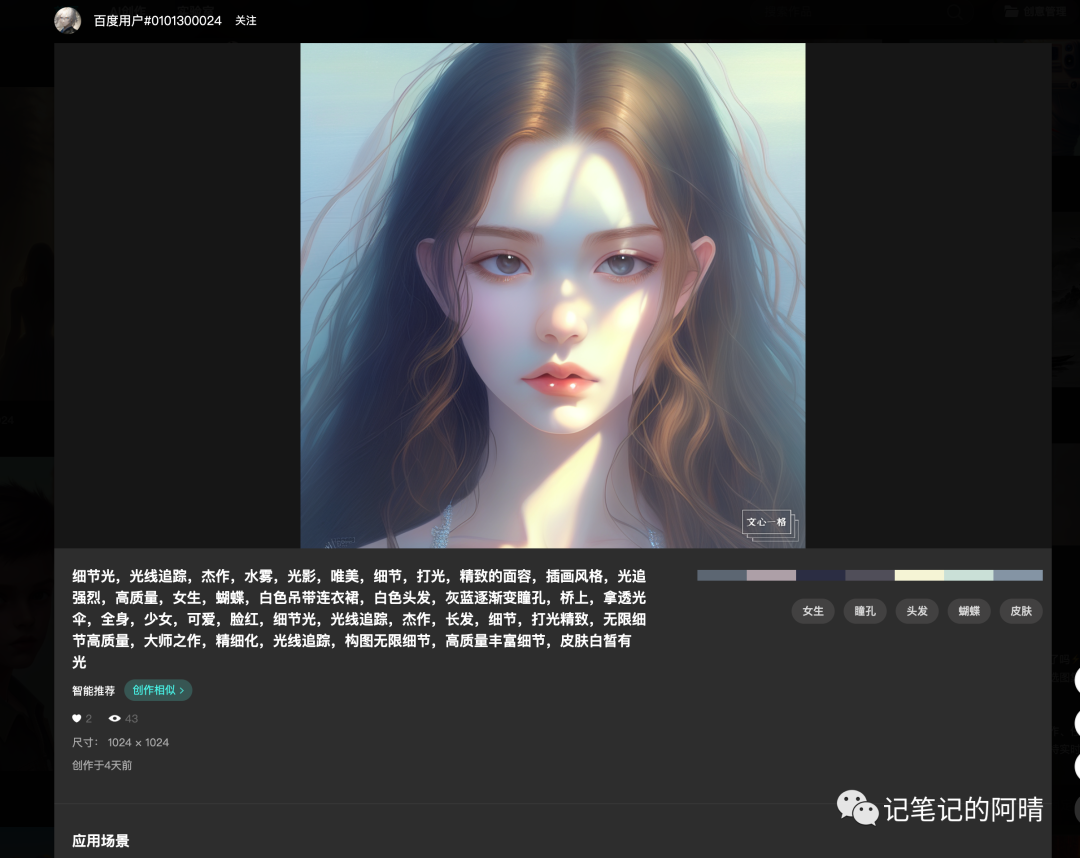 百度用户#0101300024 关注
文心一格
细节光，光线追踪，杰作，水雾，光影，唯美，细节，打光，精致的面容，插画风格，光追
强烈，高质量，女生，蝴蝶，白色吊带连衣裙，白色头发，灰蓝逐渐变瞳孔，桥上，拿透光
伞，全身，少女，可爱，脸红，细节光，光线追踪，杰作，长发，细节，打光精致，无限细
节高质量，大师之作，精细化，光线追踪，构图无限细节，高质量丰富细节，皮肤白皙有
光
女生 瞳孔 头发 蝴蝶 皮肤
智能推荐 创作相似 >
2 43
尺寸： 1024 × 1024
创作于4天前
记笔记的阿晴
应用场景